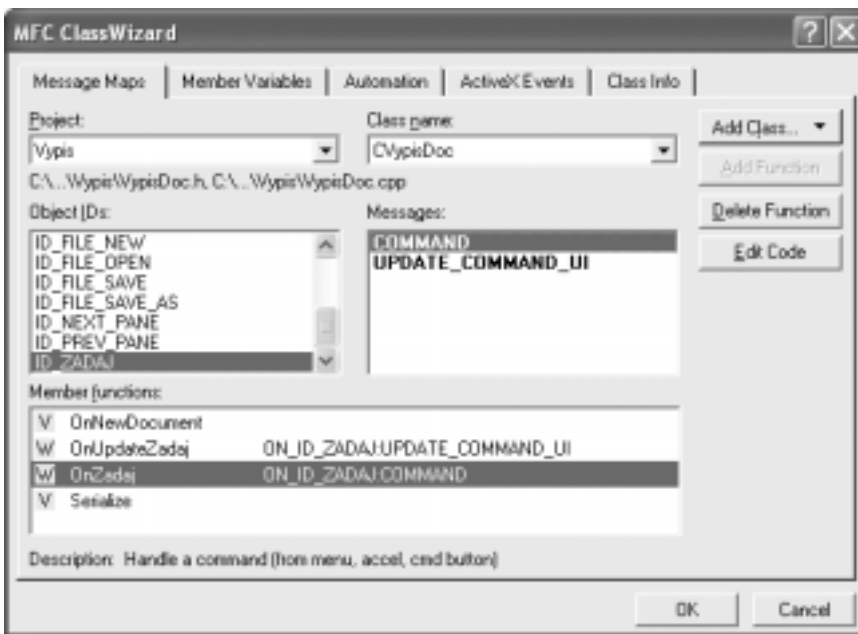 MFC ClassWizard
Message Maps Member Variables Automation ActiveX Events Class Info
Project: Class name:
Vypis CVypisDoc
Add Class...
C:\...\Vypis\VypisDoc.h, C:\...\Vypis\VypisDoc.cpp
Add Function
Object IDs: Messages:
Delete Function
ID_FILE_NEW COMMAND
ID_FILE_OPEN UPDATE_COMMAND_UI
Edit Code
ID_FILE_SAVE
ID_FILE_SAVE_AS
ID_NEXT_PANE
ID_PREV_PANE
ID_ZADAJ
Member functions:
V OnNewDocument
W OnUpdateZadaj ON_ID_ZADAJ:UPDATE_COMMAND_UI
W OnZadaj ON_ID_ZADAJ:COMMAND
V Serialize
Description: Handle a command (from menu, accel, cmd button)
OK Cancel